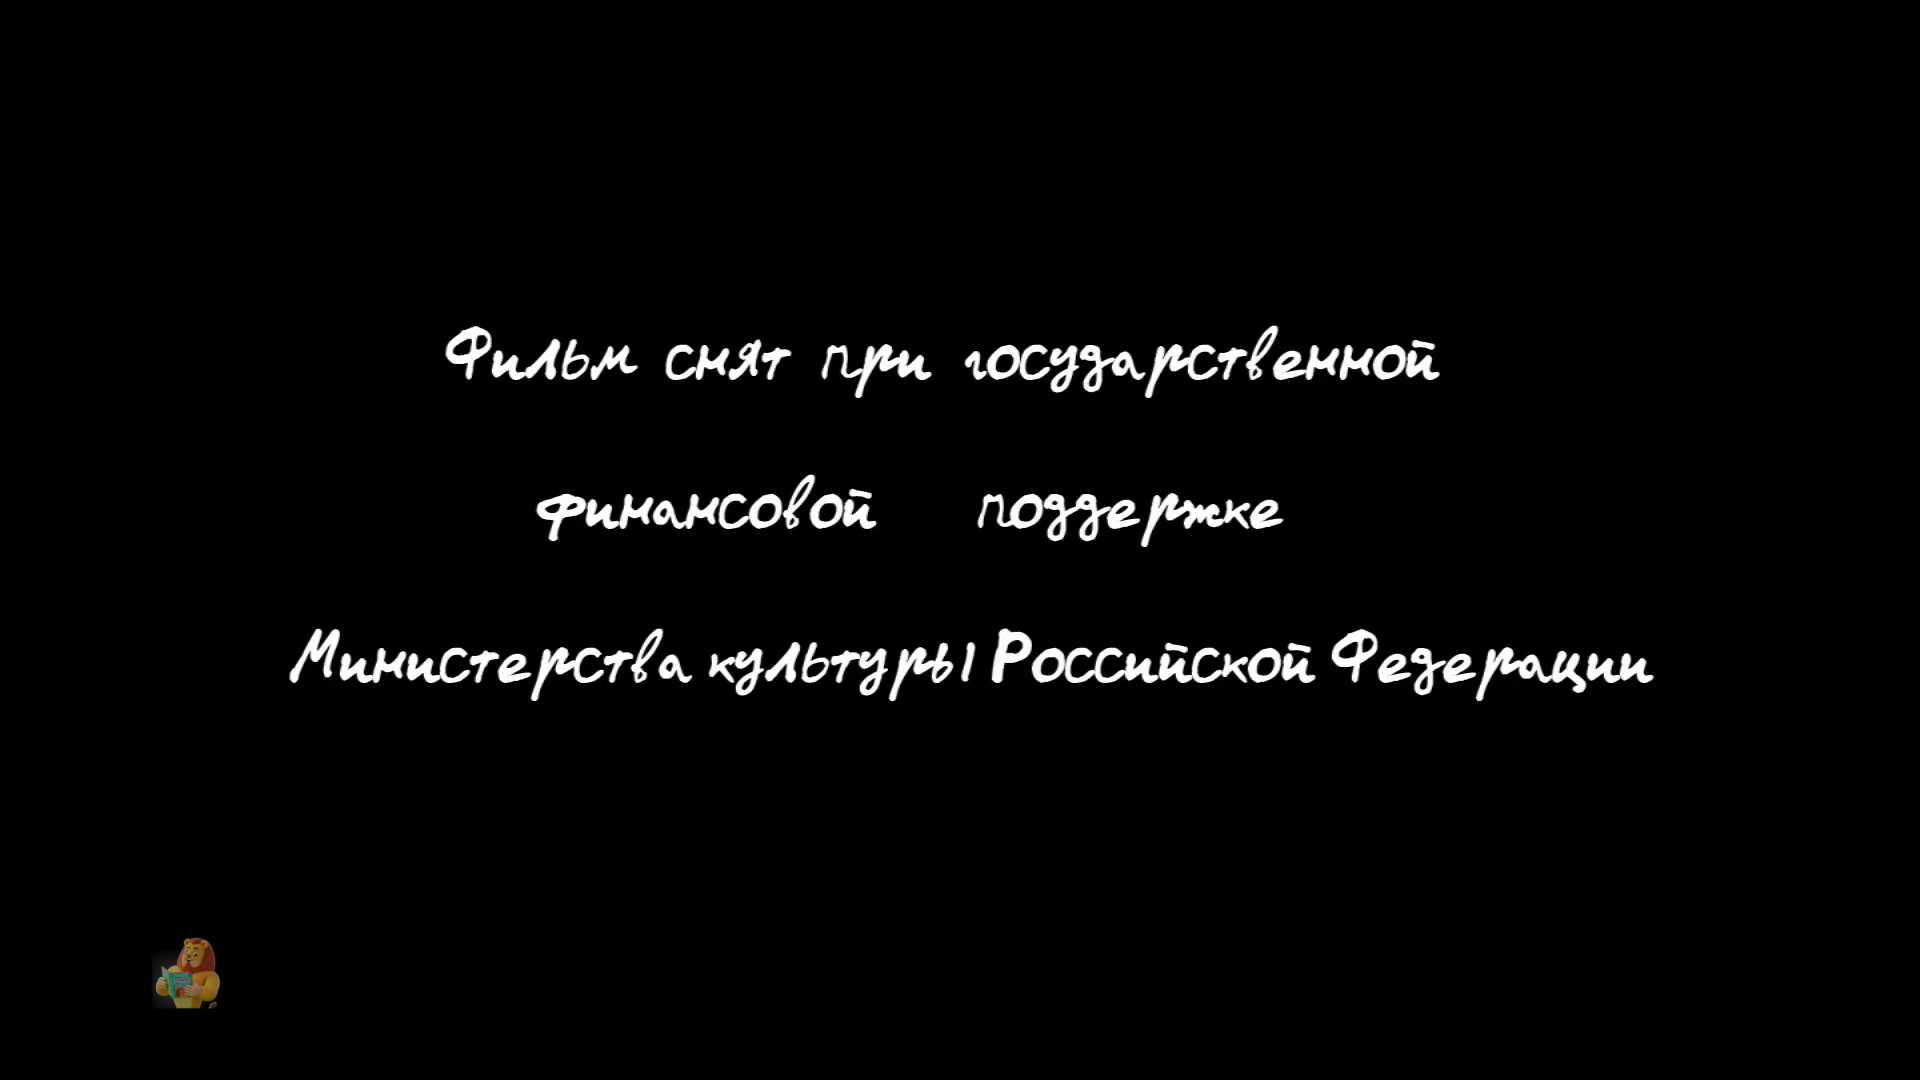 Фильм снят при государственной
финансовой поддержке
Министерства культуры Российской Федерации